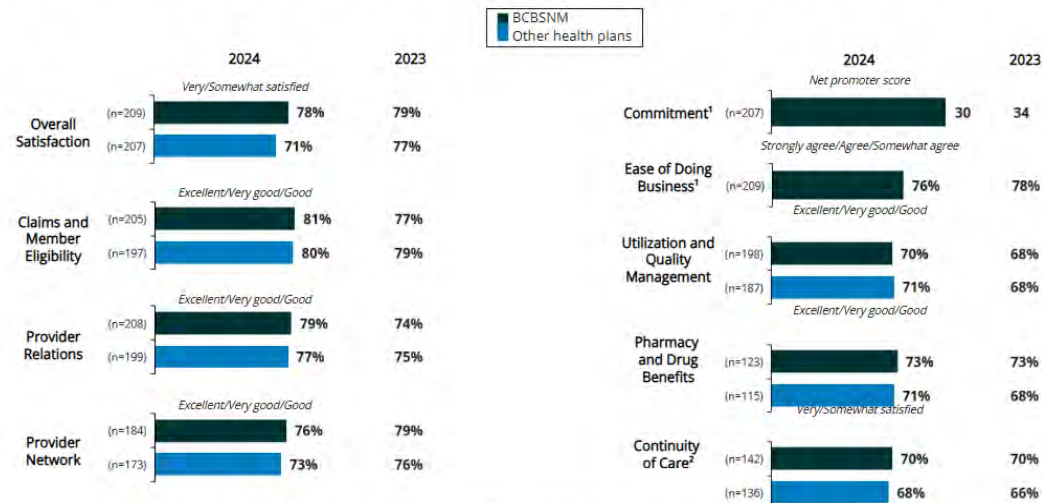 BCBSNM
Other health plans
2024 2023
Very/Somewhat satisfied
Overall
Satisfaction
(n=209) 78% 79%
(n=207) 71% 77%
Excellent/Very good/Good
Claims and
Member
Eligibility
(n=205) 81% 77%
(n=197) 80% 79%
Excellent/Very good/Good
Provider
Relations
(n=208) 79% 74%
(n=199) 77% 75%
Excellent/Very good/Good
Provider
Network
(n=184) 76% 79%
(n=173) 73% 76%
2024 2023
Net promoter score
Commitment¹ (n=207) 30 34
Strongly agree/Agree/Somewhat agree
Ease of Doing
Business¹
(n=209) 76% 78%
Excellent/Very good/Good
Utilization and
Quality
Management
(n=198) 70% 68%
(n=187) 71% 68%
Excellent/Very good/Good
Pharmacy
and Drug
Benefits
(n=123) 73% 73%
(n=115) 71% 68%
Very/Somewhat satisfied
Continuity
of Care²
(n=142) 70% 70%
(n=136) 68% 66%